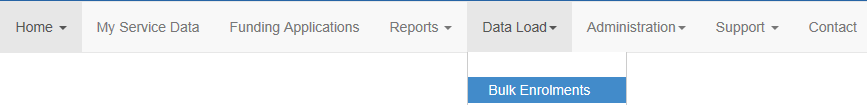 Home My Service Data Funding Applications Reports Data Load Administration Support Contact
Bulk Enrolments